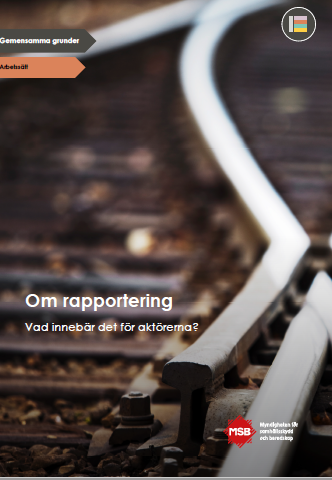 Gemensamma grunder
Arbetssätt
Om rapportering
Vad innebär det för aktörerna?
MSB
Myndigheten för
samhällsskydd
och beredskap